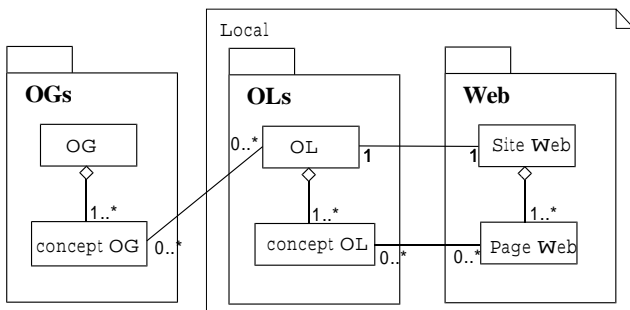 Local
OGs
OLs
Web
OG
0..*
OL
1
1
Site Web
1..*
1..*
1..*
concept OG
0..*
concept OL
0..*
0..*
Page Web